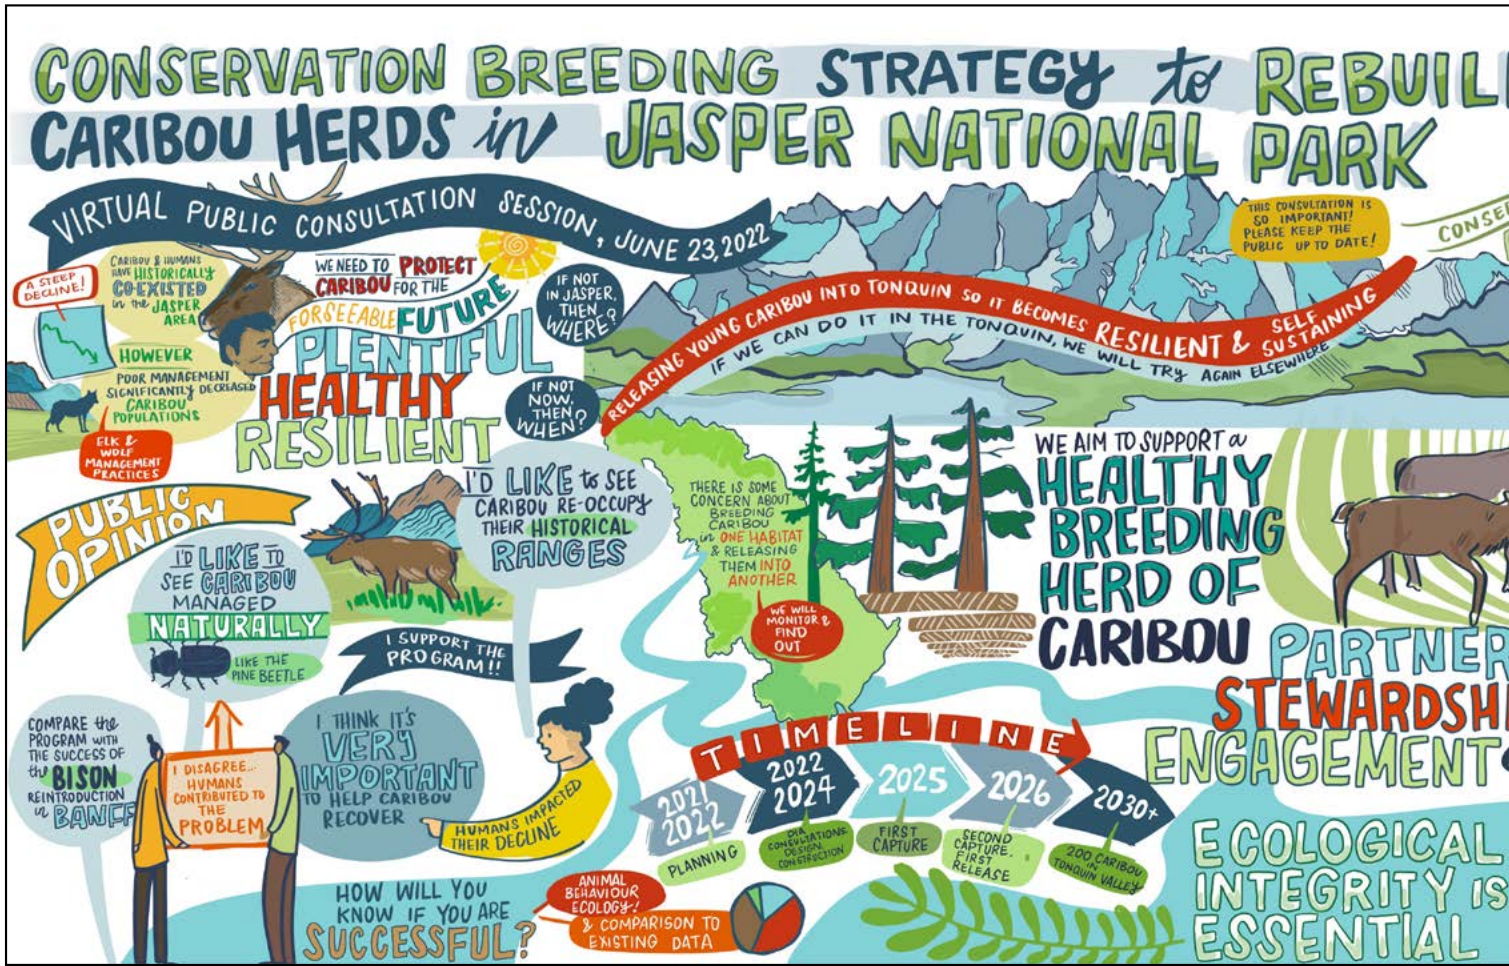 CONSERVATION BREEDING STRATEGY to REBUIL
CARIBOU HERDS in JASPER NATIONAL PARK
VIRTUAL PUBLIC CONSULTATION SESSION, JUNE 23, 2022
A STEEP
DECLINE!
CARIBOU & HUMANS
HAVE HISTORICALLY
CO-EXISTED
in the JASPER
AREA
HOWEVER
POOR MANAGEMENT
SIGNIFICANTLY DECREASED
CARIBOU
POPULATIONS
ELK &
WOLF
MANAGEMENT
PRACTICES
WE NEED TO PROTECT
CARIBOU FOR THE
FORSEEABLE FUTURE
PLENTIFUL
HEALTHY
RESILIENT
IF NOT
IN JASPER,
THEN
WHERE?
IF NOT
NOW,
THEN
WHEN?
THIS CONSULTATION IS
SO IMPORTANT!
PLEASE KEEP THE
PUBLIC UP TO DATE!
CONSE
RELEASING YOUNG CARIBOU INTO TONQUIN SO IT BECOMES RESILIENT & SELF
SUSTAINING
IF WE CAN DO IT IN THE TONQUIN, WE WILL TRY AGAIN ELSEWHERE
PUBLIC
OPINION
I'D LIKE TO
SEE CARIBOU
MANAGED
NATURALLY
LIKE THE
PINE BEETLE
I'D LIKE to SEE
CARIBOU RE-OCCUPY
THEIR HISTORICAL
RANGES
I SUPPORT THE
PROGRAM!!
COMPARE the
PROGRAM WITH
THE SUCCESS OF
the BISON
REINTRODUCTION
in BANFF
I DISAGREE...
HUMANS
CONTRIBUTED TO
THE
PROBLEM
I THINK IT'S
VERY
IMPORTANT
TO HELP CARIBOU
RECOVER
HUMANS IMPACTED
THEIR DECLINE
HOW WILL YOU
KNOW IF YOU ARE
SUCCESSFUL?
ANIMAL
BEHAVIOUR
ECOLOGY!
& COMPARISON TO
EXISTING DATA
THERE IS SOME
CONCERN ABOUT
BREEDING
CARIBOU
in ONE HABITAT
& RELEASING
THEM INTO
ANOTHER
WE WILL
MONITOR &
FIND
OUT
WE AIM TO SUPPORT a
HEALTHY
BREEDING
HERD OF
CARIBOU
PARTNER
STEWARDSH
ENGAGEMENT
TIMELINE
2021
2022
PLANNING
2022
2024
DIA
CONSULTATIONS
DESIGN,
CONSTRUCTION
2025
FIRST
CAPTURE
2026
SECOND
CAPTURE,
FIRST
RELEASE
2030+
200 CARIBOU
IN
TONQUIN VALLEY
ECOLOGICAL
INTEGRITY IS
ESSENTIAL